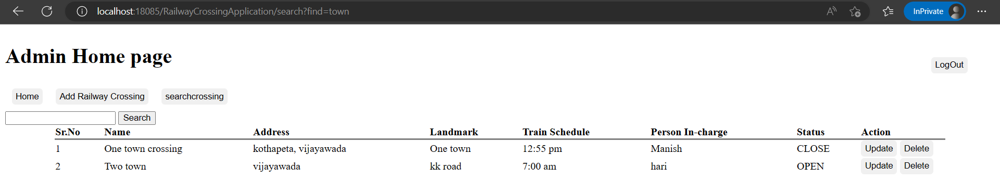 localhost:18085/RailwayCrossingApplication/search?find=town
InPrivate
Admin Home page
LogOut
Home Add Railway Crossing searchcrossing
Search
Sr.No Name Address Landmark Train Schedule Person In-charge Status Action
1 One town crossing kothapeta, vijayawada One town 12:55 pm Manish CLOSE Update Delete
2 Two town vijayawada kk road 7:00 am hari OPEN Update Delete